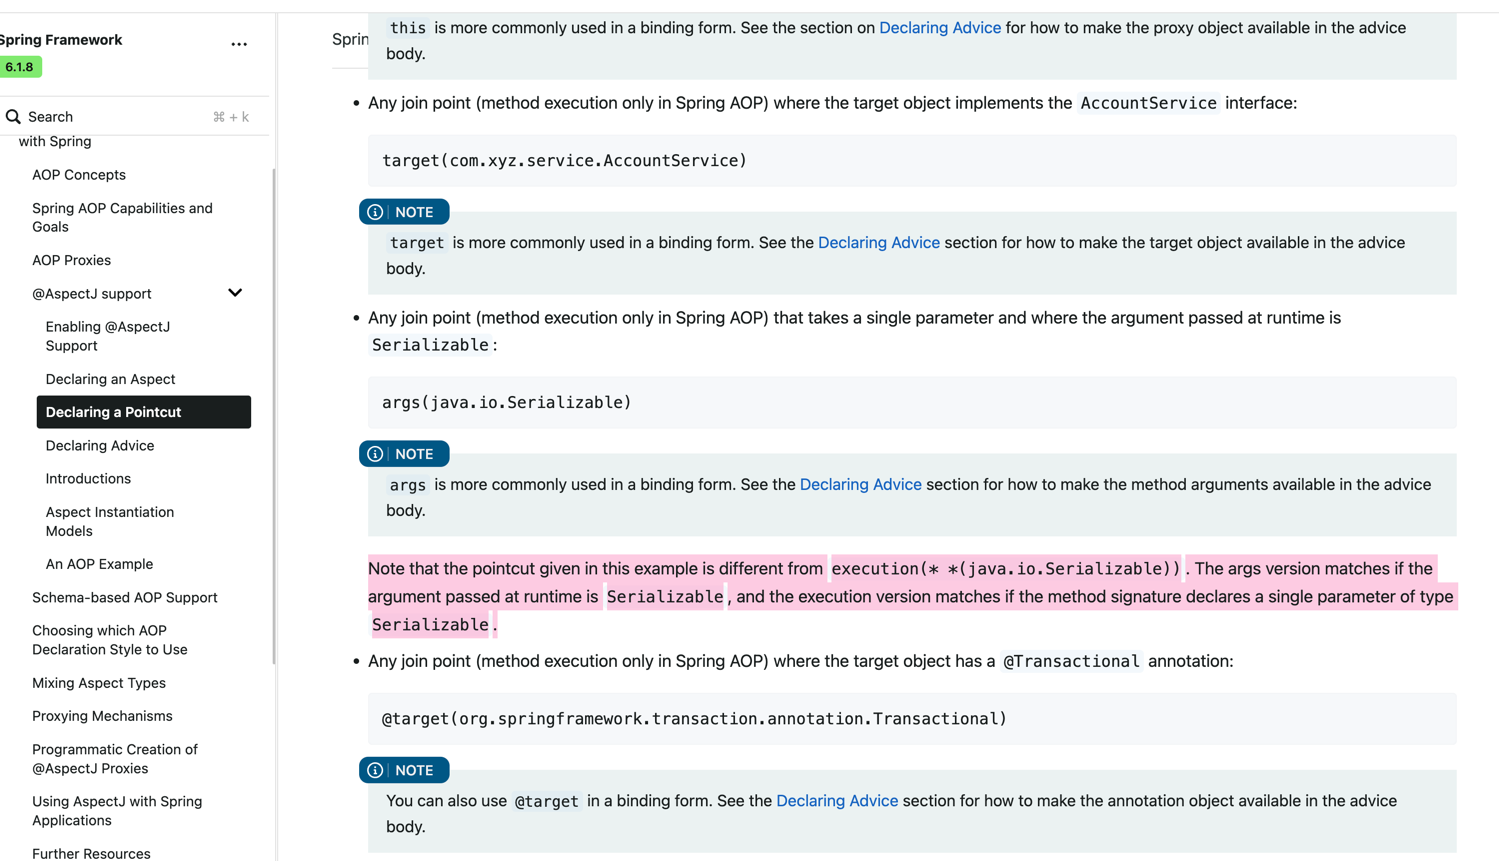 Spring Framework
...
6.1.8
Search
⌘ + k
with Spring
AOP Concepts
Spring AOP Capabilities and
Goals
AOP Proxies
@AspectJ support
Enabling @AspectJ
Support
Declaring an Aspect
Declaring a Pointcut
Declaring Advice
Introductions
Aspect Instantiation
Models
An AOP Example
Schema-based AOP Support
Choosing which AOP
Declaration Style to Use
Mixing Aspect Types
Proxying Mechanisms
Programmatic Creation of
@AspectJ Proxies
Using AspectJ with Spring
Applications
Further Resources
Sprin
this is more commonly used in a binding form. See the section on Declaring Advice for how to make the proxy object available in the advice
body.
• Any join point (method execution only in Spring AOP) where the target object implements the AccountService interface:
target(com.xyz.service.AccountService)
NOTE
target is more commonly used in a binding form. See the Declaring Advice section for how to make the target object available in the advice
body.
• Any join point (method execution only in Spring AOP) that takes a single parameter and where the argument passed at runtime is
Serializable:
args(java.io.Serializable)
NOTE
args is more commonly used in a binding form. See the Declaring Advice section for how to make the method arguments available in the advice
body.
Note that the pointcut given in this example is different from execution(* *(java.io.Serializable)). The args version matches if the
argument passed at runtime is Serializable, and the execution version matches if the method signature declares a single parameter of type
Serializable.
• Any join point (method execution only in Spring AOP) where the target object has a @Transactional annotation:
@target(org.springframework.transaction.annotation.Transactional)
NOTE
You can also use @target in a binding form. See the Declaring Advice section for how to make the annotation object available in the advice
body.